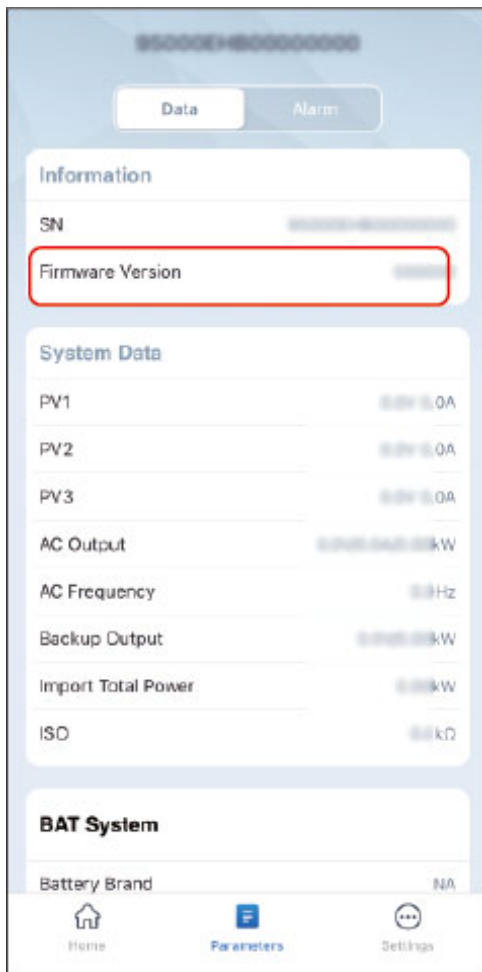 95000EHB00000000
Data Alarm
Information
SN
Firmware Version
System Data
PV1 .0A
PV2 .0A
PV3 .0A
AC Output kW
AC Frequency Hz
Backup Output kW
Import Total Power kW
ISO kΩ
BAT System
Battery Brand NA
Home Parameters Settings